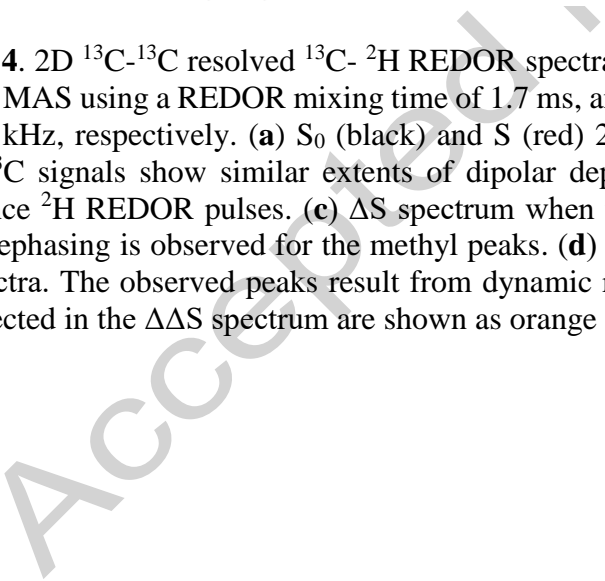 4. 2D ¹³C-¹³C resolved ¹³C- ²H REDOR spectra
MAS using a REDOR mixing time of 1.7 ms, a
kHz, respectively. (a) S₀ (black) and S (red) 2
C signals show similar extents of dipolar dep
ce ²H REDOR pulses. (c) ΔS spectrum when
ephasing is observed for the methyl peaks. (d)
ctra. The observed peaks result from dynamic
ected in the ΔΔS spectrum are shown as orange
Accepted